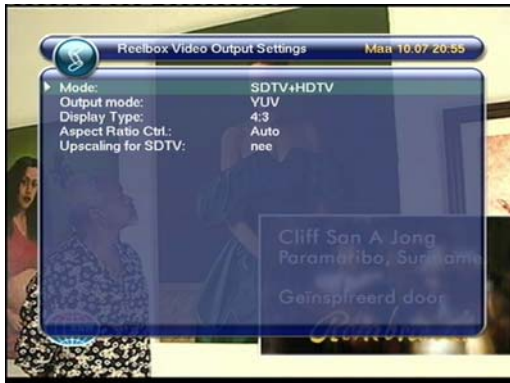 Reelbox Video Output Settings Maa 10.07 20:55
Mode: SDTV+HDTV
Output mode: YUV
Display Type: 4:3
Aspect Ratio Ctrl.: Auto
Upscaling for SDTV: nee
Cliff San A Jong
Paramaribo, Suriname
Geïnspireerd door